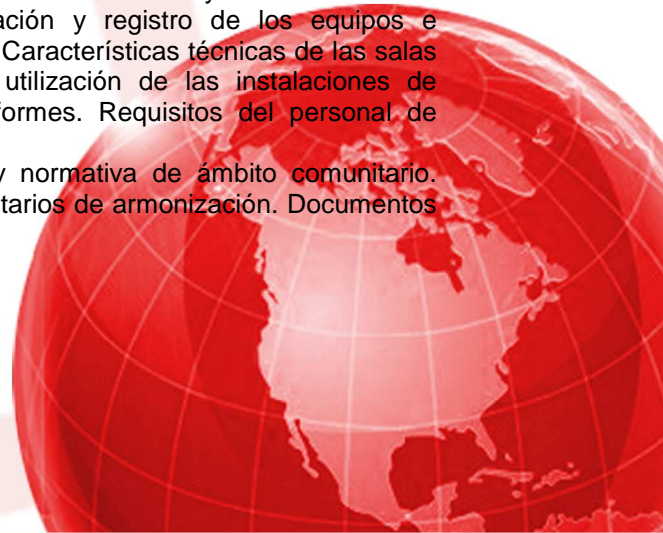 ación y registro de los equipos e
Características técnicas de las salas
utilización de las instalaciones de
formes. Requisitos del personal de
y normativa de ámbito comunitario.
tarios de armonización. Documentos